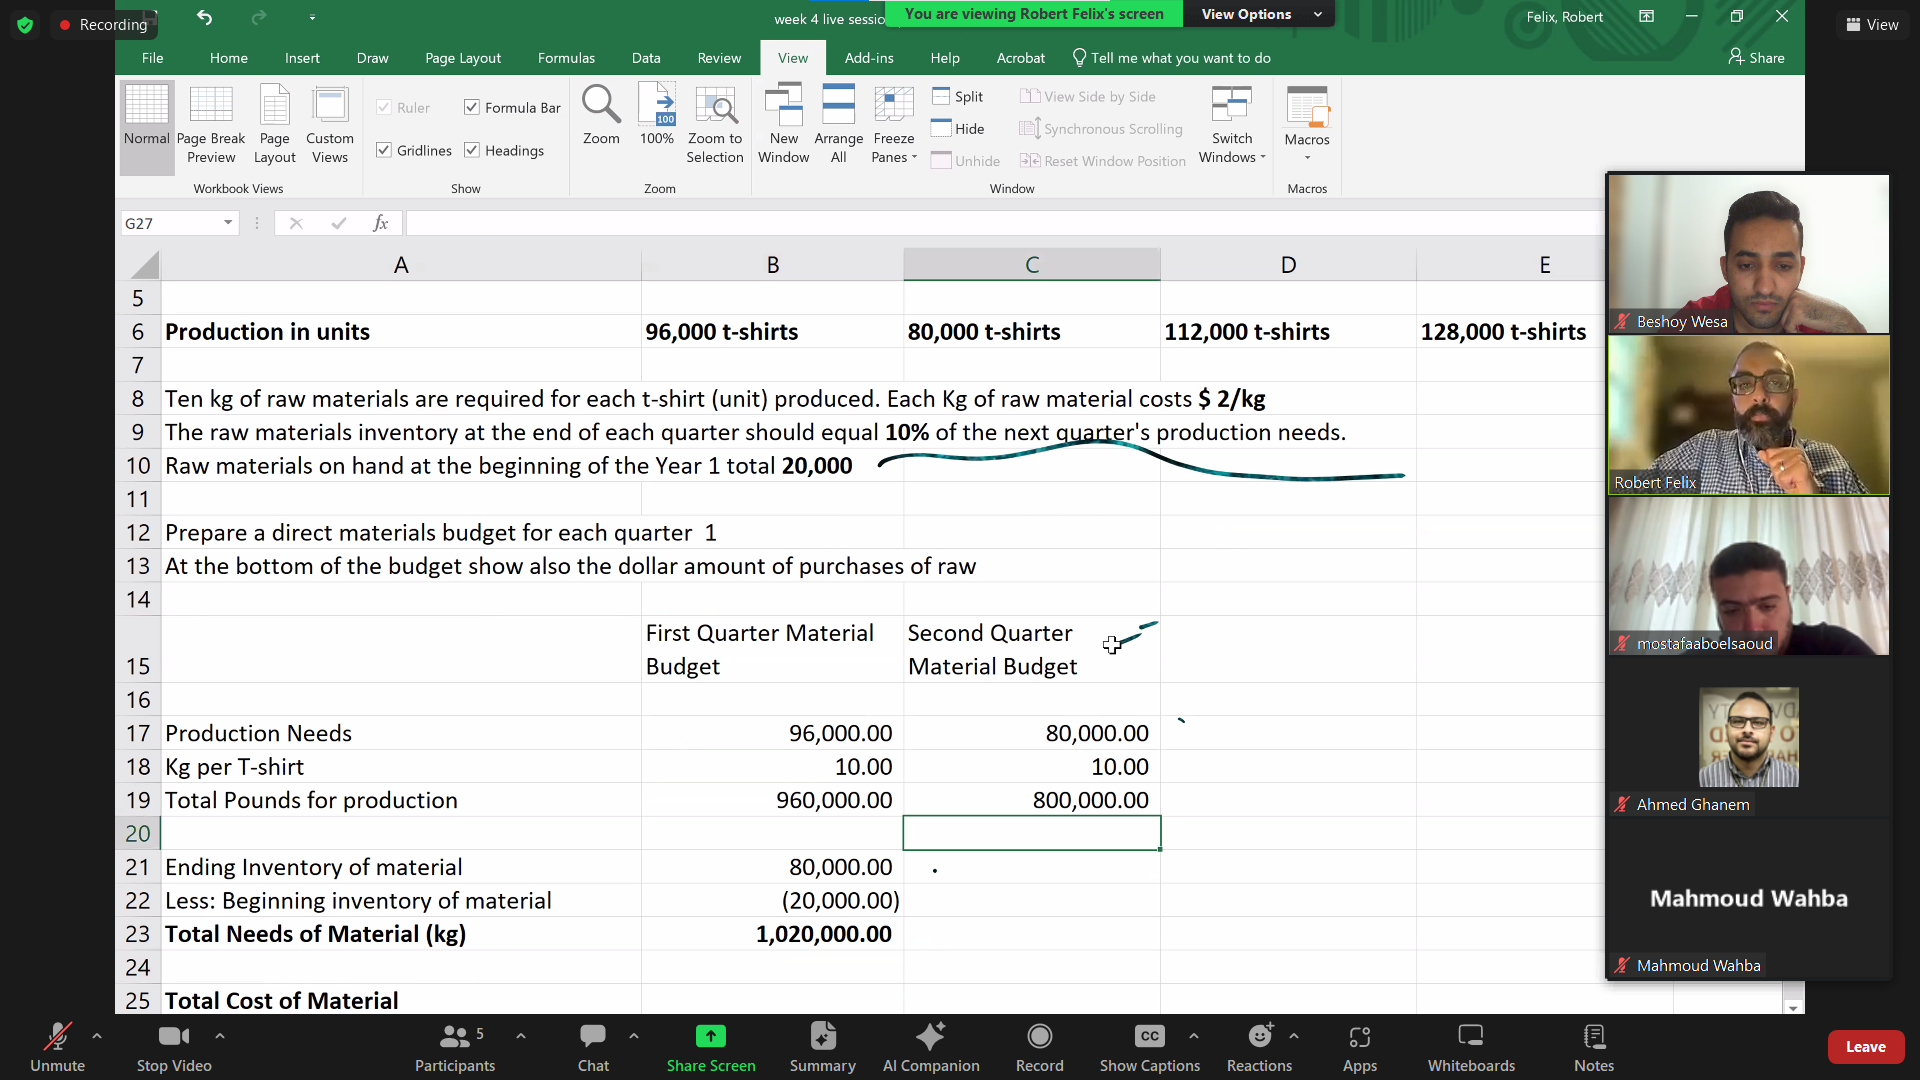 Recording
week 4 live sessio
You are viewing Robert Felix's screen
View Options
Felix, Robert
View
File Home Insert Draw Page Layout Formulas Data Review View Add-ins Help Acrobat Tell me what you want to do Share
Normal
Page Break Preview
Page Layout
Custom Views
Workbook Views
Ruler
Formula Bar
Gridlines
Headings
Show
Zoom
100
100%
Zoom to Selection
Zoom
New Window
Arrange All
Freeze Panes
Split
Hide
Unhide
View Side by Side
Synchronous Scrolling
Reset Window Position
Switch Windows
Window
Macros
Macros
G27
fx
A B C D E
5
6 Production in units 96,000 t-shirts 80,000 t-shirts 112,000 t-shirts 128,000 t-shirts
7
8 Ten kg of raw materials are required for each t-shirt (unit) produced. Each Kg of raw material costs $ 2/kg
9 The raw materials inventory at the end of each quarter should equal 10% of the next quarter's production needs.
10 Raw materials on hand at the beginning of the Year 1 total 20,000
11
12 Prepare a direct materials budget for each quarter 1
13 At the bottom of the budget show also the dollar amount of purchases of raw
14
15 First Quarter Material Budget Second Quarter Material Budget
16
17 Production Needs 96,000.00 80,000.00
18 Kg per T-shirt 10.00 10.00
19 Total Pounds for production 960,000.00 800,000.00
20
21 Ending Inventory of material 80,000.00
22 Less: Beginning inventory of material (20,000.00)
23 Total Needs of Material (kg) 1,020,000.00
24
25 Total Cost of Material
Beshoy Wesa
Robert Felix
mostafaaboelsaoud
Ahmed Ghanem
Mahmoud Wahba
Mahmoud Wahba
Unmute
Stop Video
5
Participants
Chat
Share Screen
Summary
AI Companion
Record
CC
Show Captions
Reactions
Apps
Whiteboards
Notes
Leave